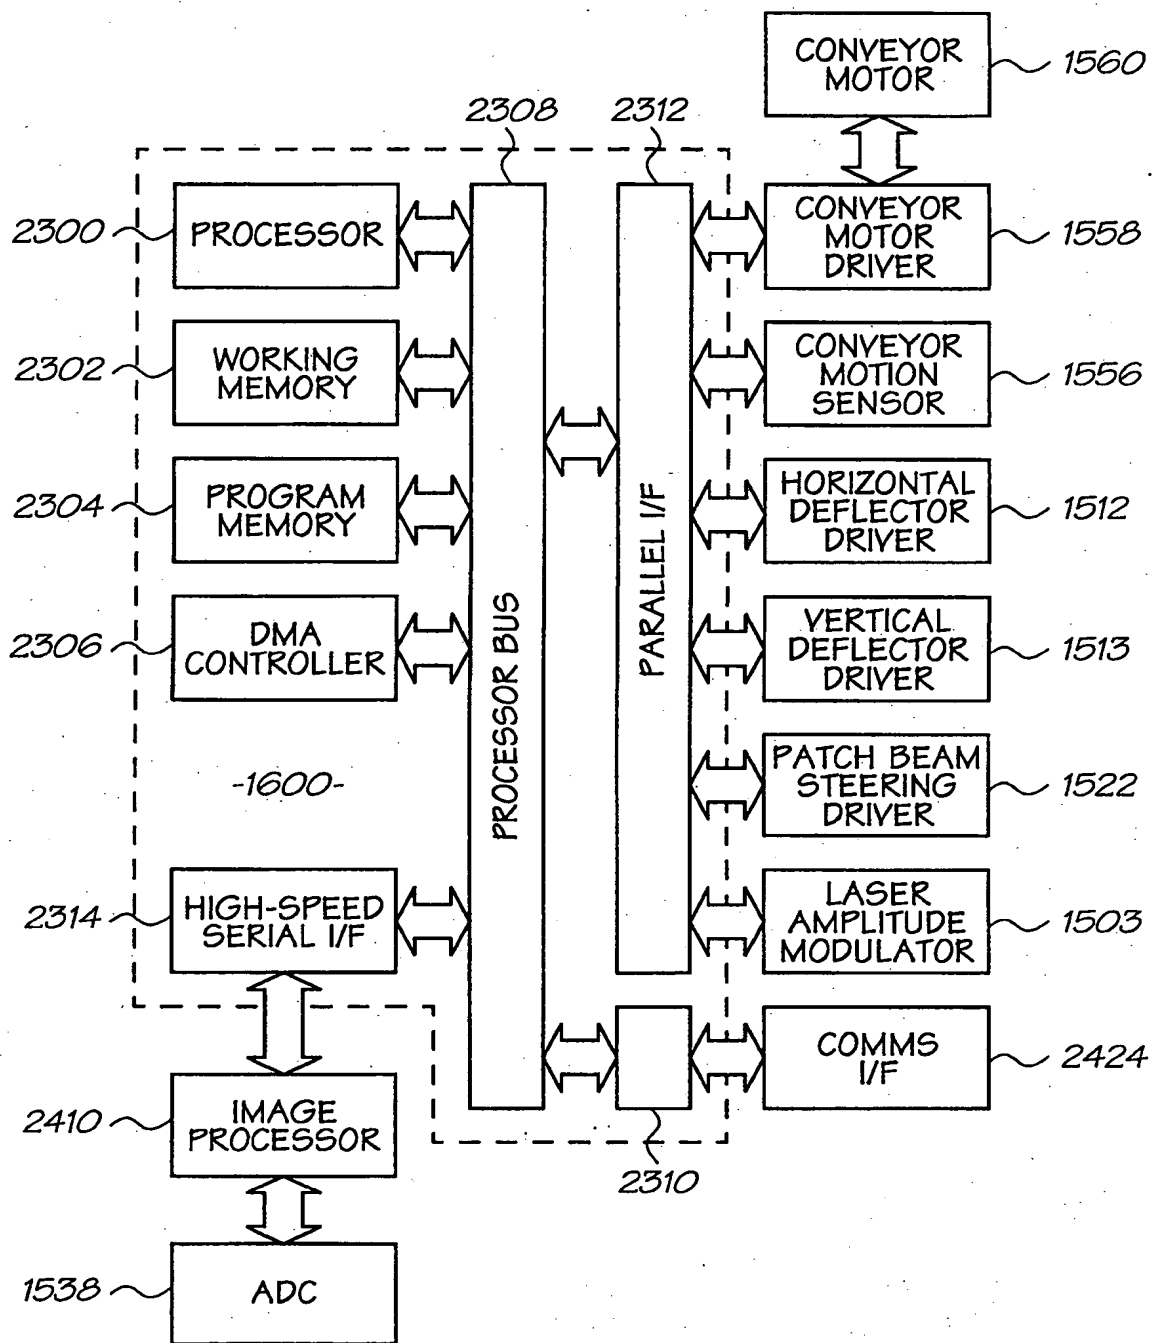 CONVEYOR
MOTOR
1560
2308
2312
2300
PROCESSOR
CONVEYOR
MOTOR
DRIVER
1558
2302
WORKING
MEMORY
CONVEYOR
MOTION
SENSOR
1556
2304
PROGRAM
MEMORY
HORIZONTAL
DEFLECTOR
DRIVER
1512
2306
DMA
CONTROLLER
PROCESSOR BUS
PARALLEL I/F
VERTICAL
DEFLECTOR
DRIVER
1513
-1600-
PATCH BEAM
STEERING
DRIVER
1522
2314
HIGH-SPEED
SERIAL I/F
LASER
AMPLITUDE
MODULATOR
1503
COMMS
I/F
2424
2410
IMAGE
PROCESSOR
2310
1538
ADC